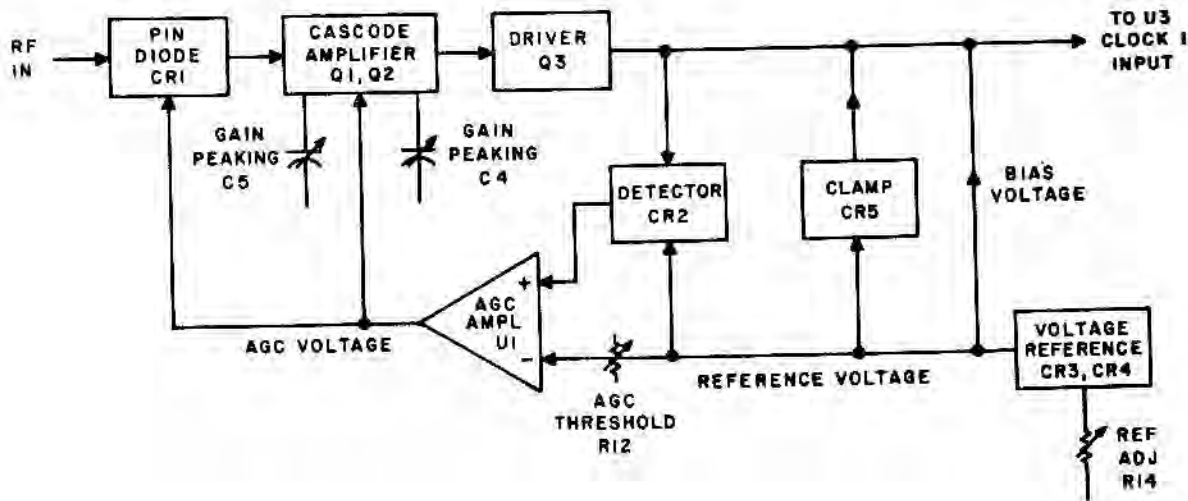 RF
IN
PIN
DIODE
CR1
CASCODE
AMPLIFIER
Q1, Q2
DRIVER
Q3
TO U3
CLOCK 1
INPUT
GAIN
PEAKING
C5
GAIN
PEAKING
C4
DETECTOR
CR2
CLAMP
CR5
BIAS
VOLTAGE
+
AGC
AMPL
U1
-
AGC VOLTAGE
AGC
THRESHOLD
R12
REFERENCE VOLTAGE
VOLTAGE
REFERENCE
CR3, CR4
REF
ADJ
R14